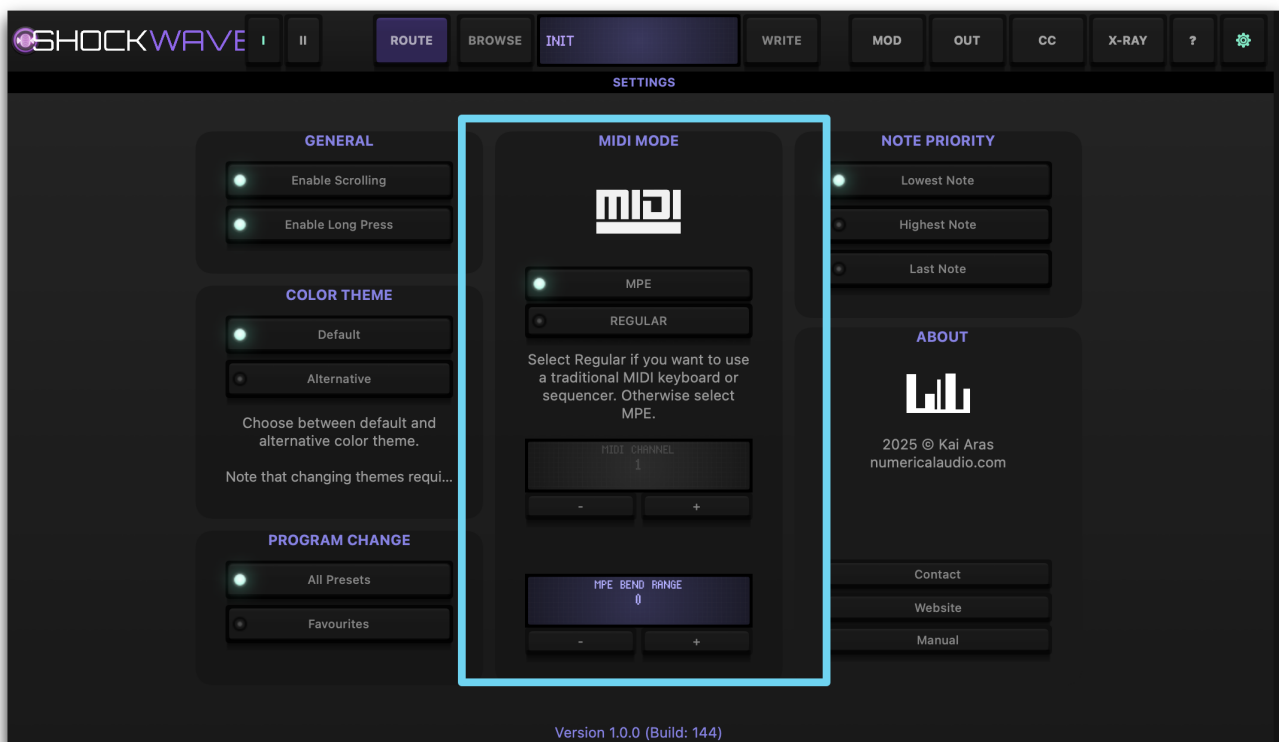 SHOCKWAVE
I
II
ROUTE
BROWSE
INIT
WRITE
MOD
OUT
CC
X-RAY
?
SETTINGS
GENERAL
Enable Scrolling
Enable Long Press
COLOR THEME
Default
Alternative
Choose between default and
alternative color theme.
Note that changing themes requi...
PROGRAM CHANGE
All Presets
Favourites
MIDI MODE
MIDI
MPE
REGULAR
Select Regular if you want to use
a traditional MIDI keyboard or
sequencer. Otherwise select
MPE.
MIDI CHANNEL
1
-
+
MPE BEND RANGE
0
-
+
NOTE PRIORITY
Lowest Note
Highest Note
Last Note
ABOUT
2025 © Kai Aras
numericalaudio.com
Contact
Website
Manual
Version 1.0.0 (Build: 144)